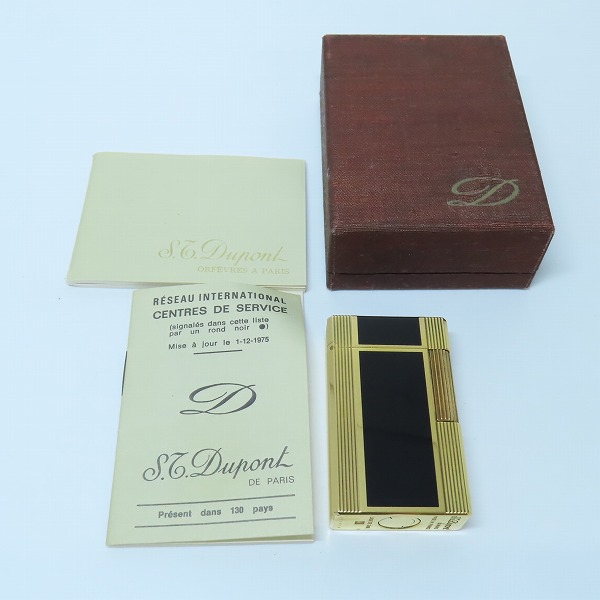 D
S.T. Dupont
ORFÈVRES A PARIS
RÉSEAU INTERNATIONAL
CENTRES DE SERVICE
(signalés dans cette liste
par un rond noir ●)
Mise à jour le 1-12-1975
D
S.T. Dupont
DE PARIS
Présent dans 130 pays